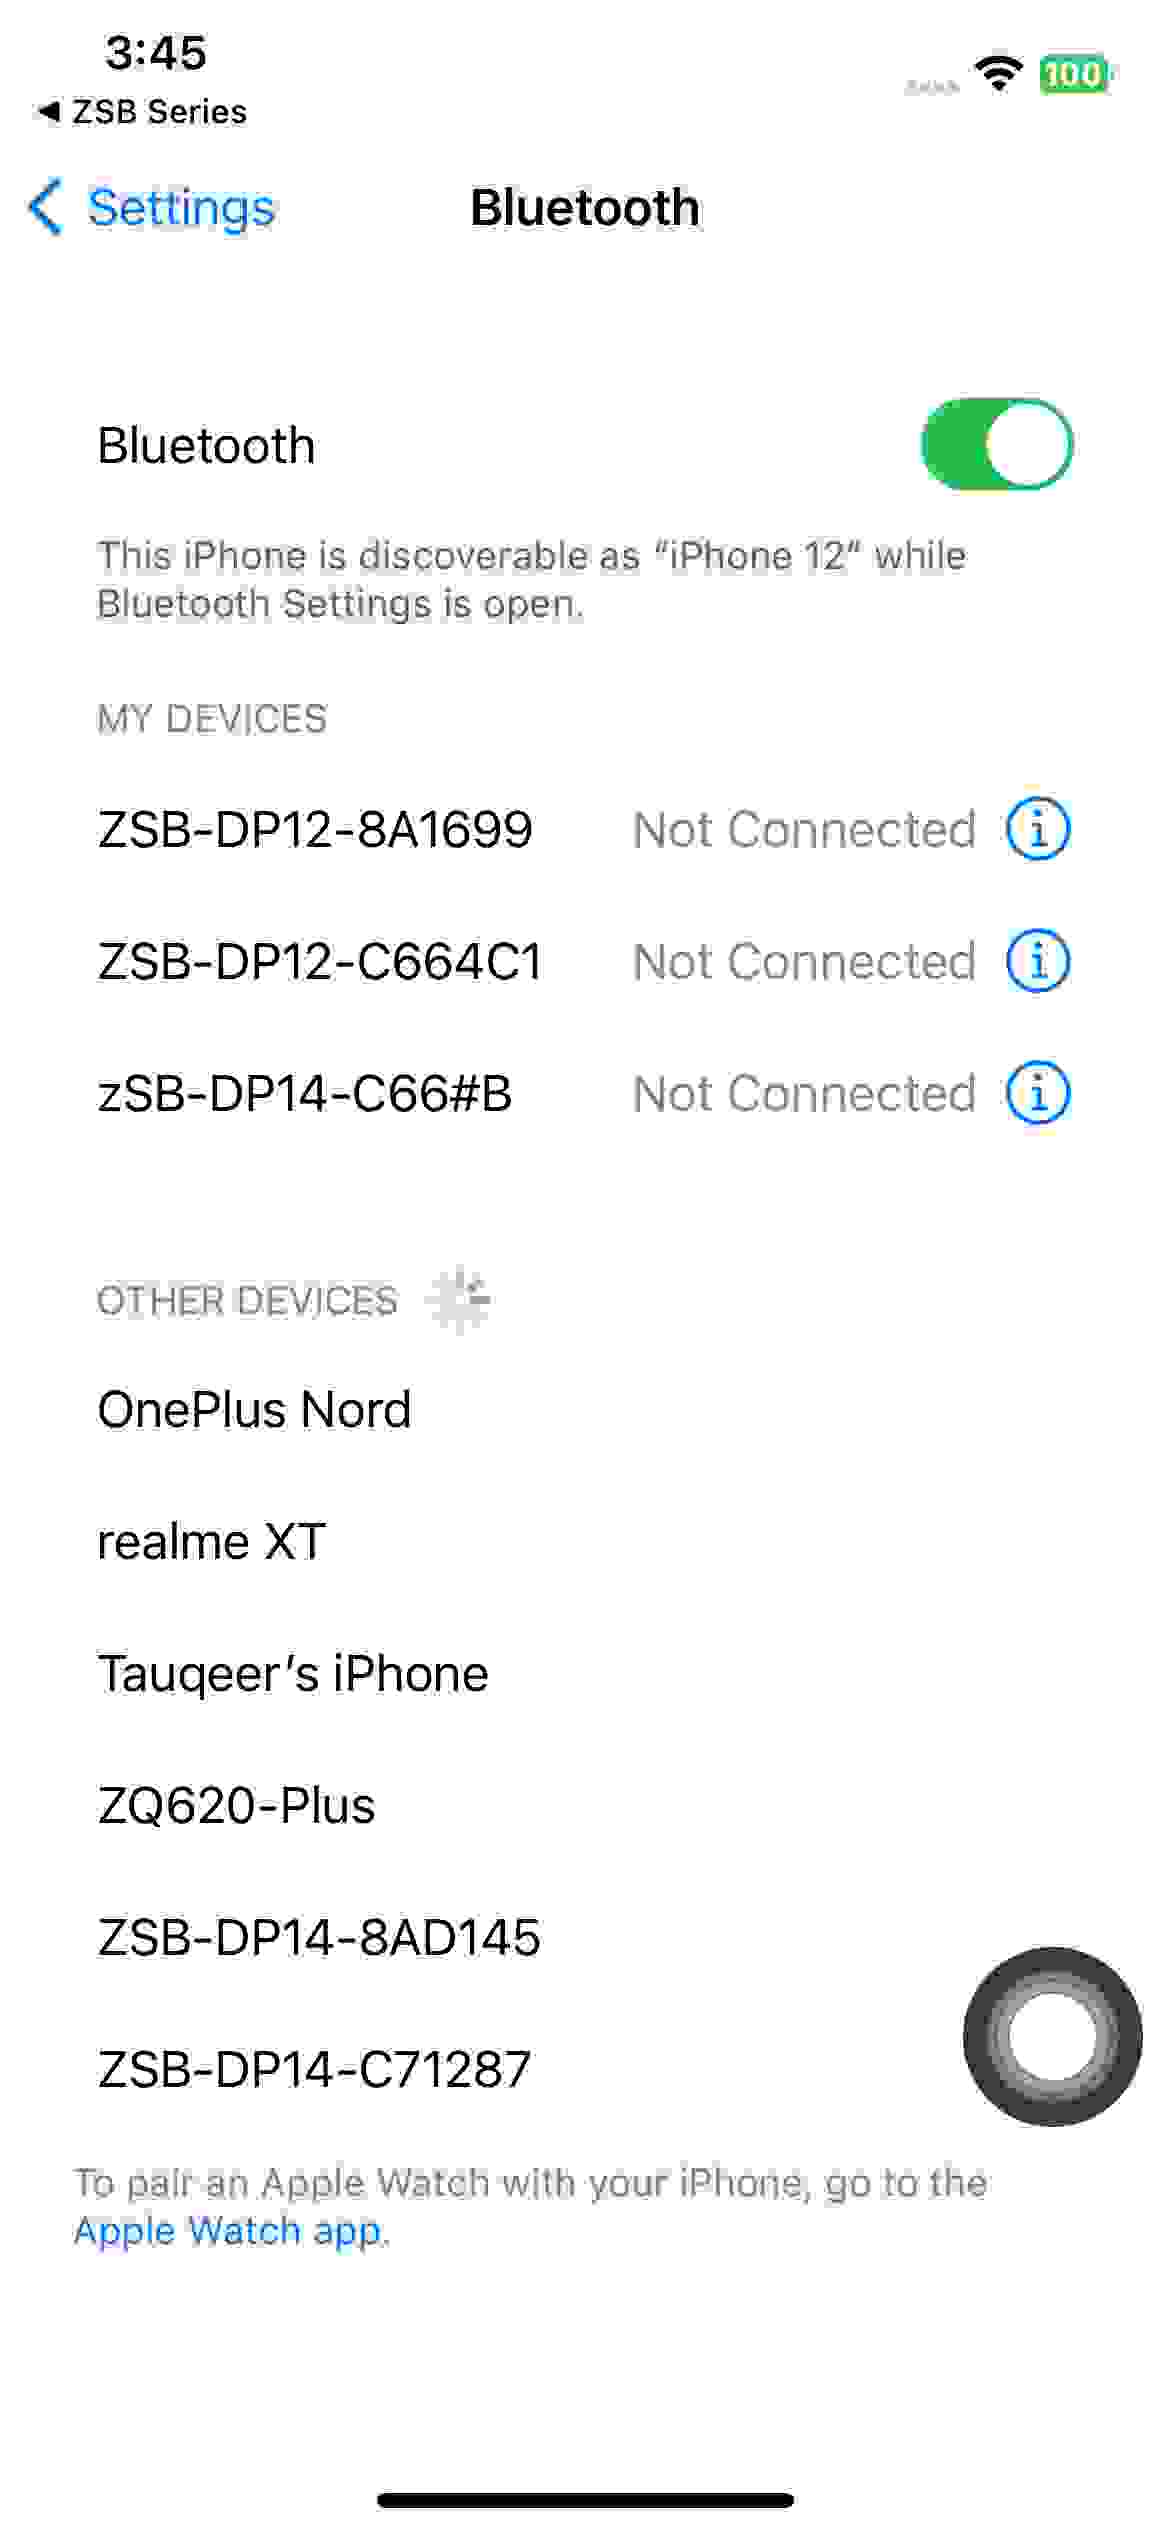 3:45
100
◀ ZSB Series
Settings
Bluetooth
Bluetooth
This iPhone is discoverable as “iPhone 12” while
Bluetooth Settings is open.
MY DEVICES
ZSB-DP12-8A1699 Not Connected
ZSB-DP12-C664C1 Not Connected
zSB-DP14-C66#B Not Connected
OTHER DEVICES
OnePlus Nord
realme XT
Tauqeer’s iPhone
ZQ620-Plus
ZSB-DP14-8AD145
ZSB-DP14-C71287
To pair an Apple Watch with your iPhone, go to the
Apple Watch app.